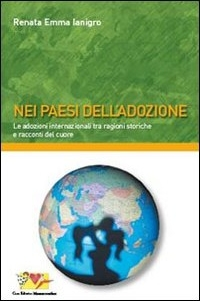 Renata Emma Ianigro
NEI PAESI DELL'ADOZIONE
Le adozioni internazionali tra ragioni storiche
e racconti del cuore